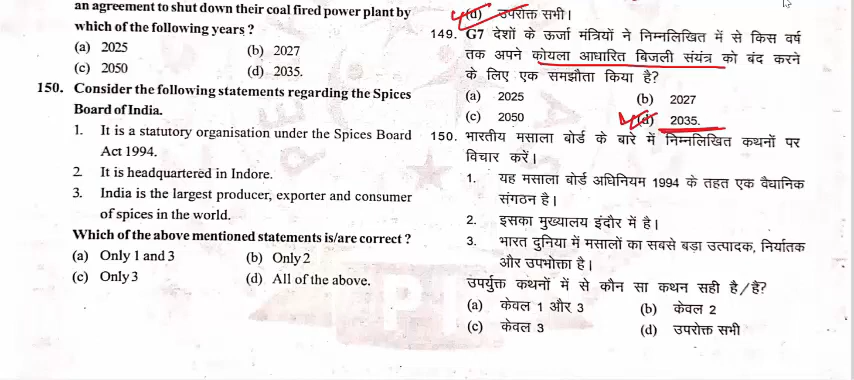 an agreement to shut down their coal fired power plant by
which of the following years ?
(a) 2025 (b) 2027
(c) 2050 (d) 2035.
150. Consider the following statements regarding the Spices
Board of India.
1. It is a statutory organisation under the Spices Board
Act 1994.
2. It is headquartered in Indore.
3. India is the largest producer, exporter and consumer
of spices in the world.
Which of the above mentioned statements is/are correct ?
(a) Only 1 and 3 (b) Only 2
(c) Only 3 (d) All of the above.
(d) उपरोक्त सभी।
149. G7 देशों के ऊर्जा मंत्रियों ने निम्नलिखित में से किस वर्ष
तक अपने कोयला आधारित बिजली संयंत्र को बंद करने
के लिए एक समझौता किया है?
(a) 2025 (b) 2027
(c) 2050 (d) 2035.
150. भारतीय मसाला बोर्ड के बारे में निम्नलिखित कथनों पर
विचार करें।
1. यह मसाला बोर्ड अधिनियम 1994 के तहत एक वैधानिक
संगठन है।
2. इसका मुख्यालय इंदौर में है।
3. भारत दुनिया में मसालों का सबसे बड़ा उत्पादक, निर्यातक
और उपभोक्ता है।
उपर्युक्त कथनों में से कौन सा कथन सही है/हैं?
(a) केवल 1 और 3 (b) केवल 2
(c) केवल 3 (d) उपरोक्त सभी